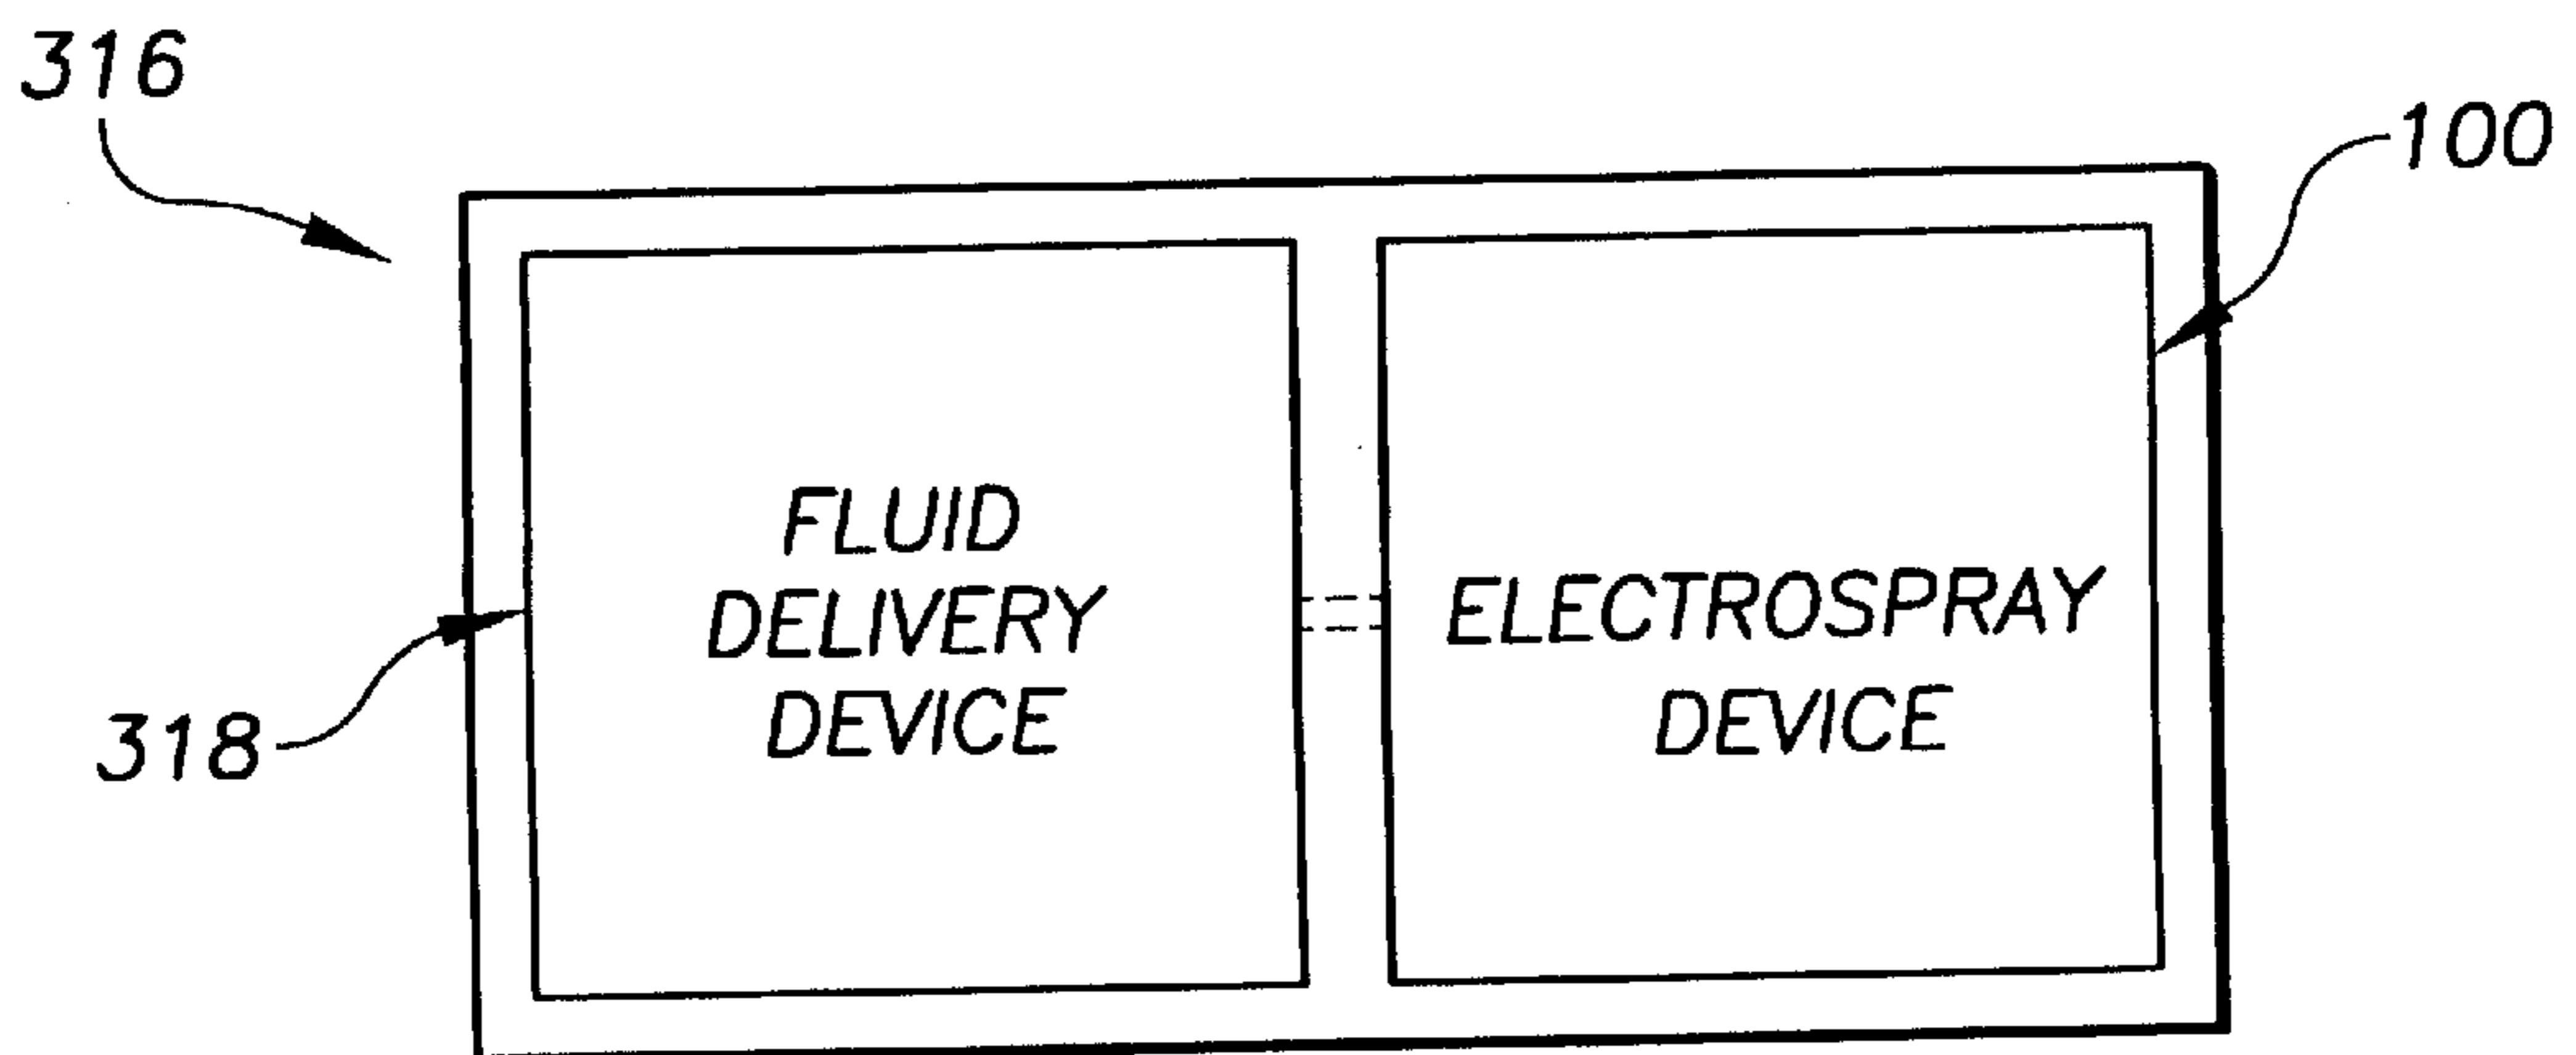 316
100
FLUID
DELIVERY
DEVICE
ELECTROSPRAY
DEVICE
318